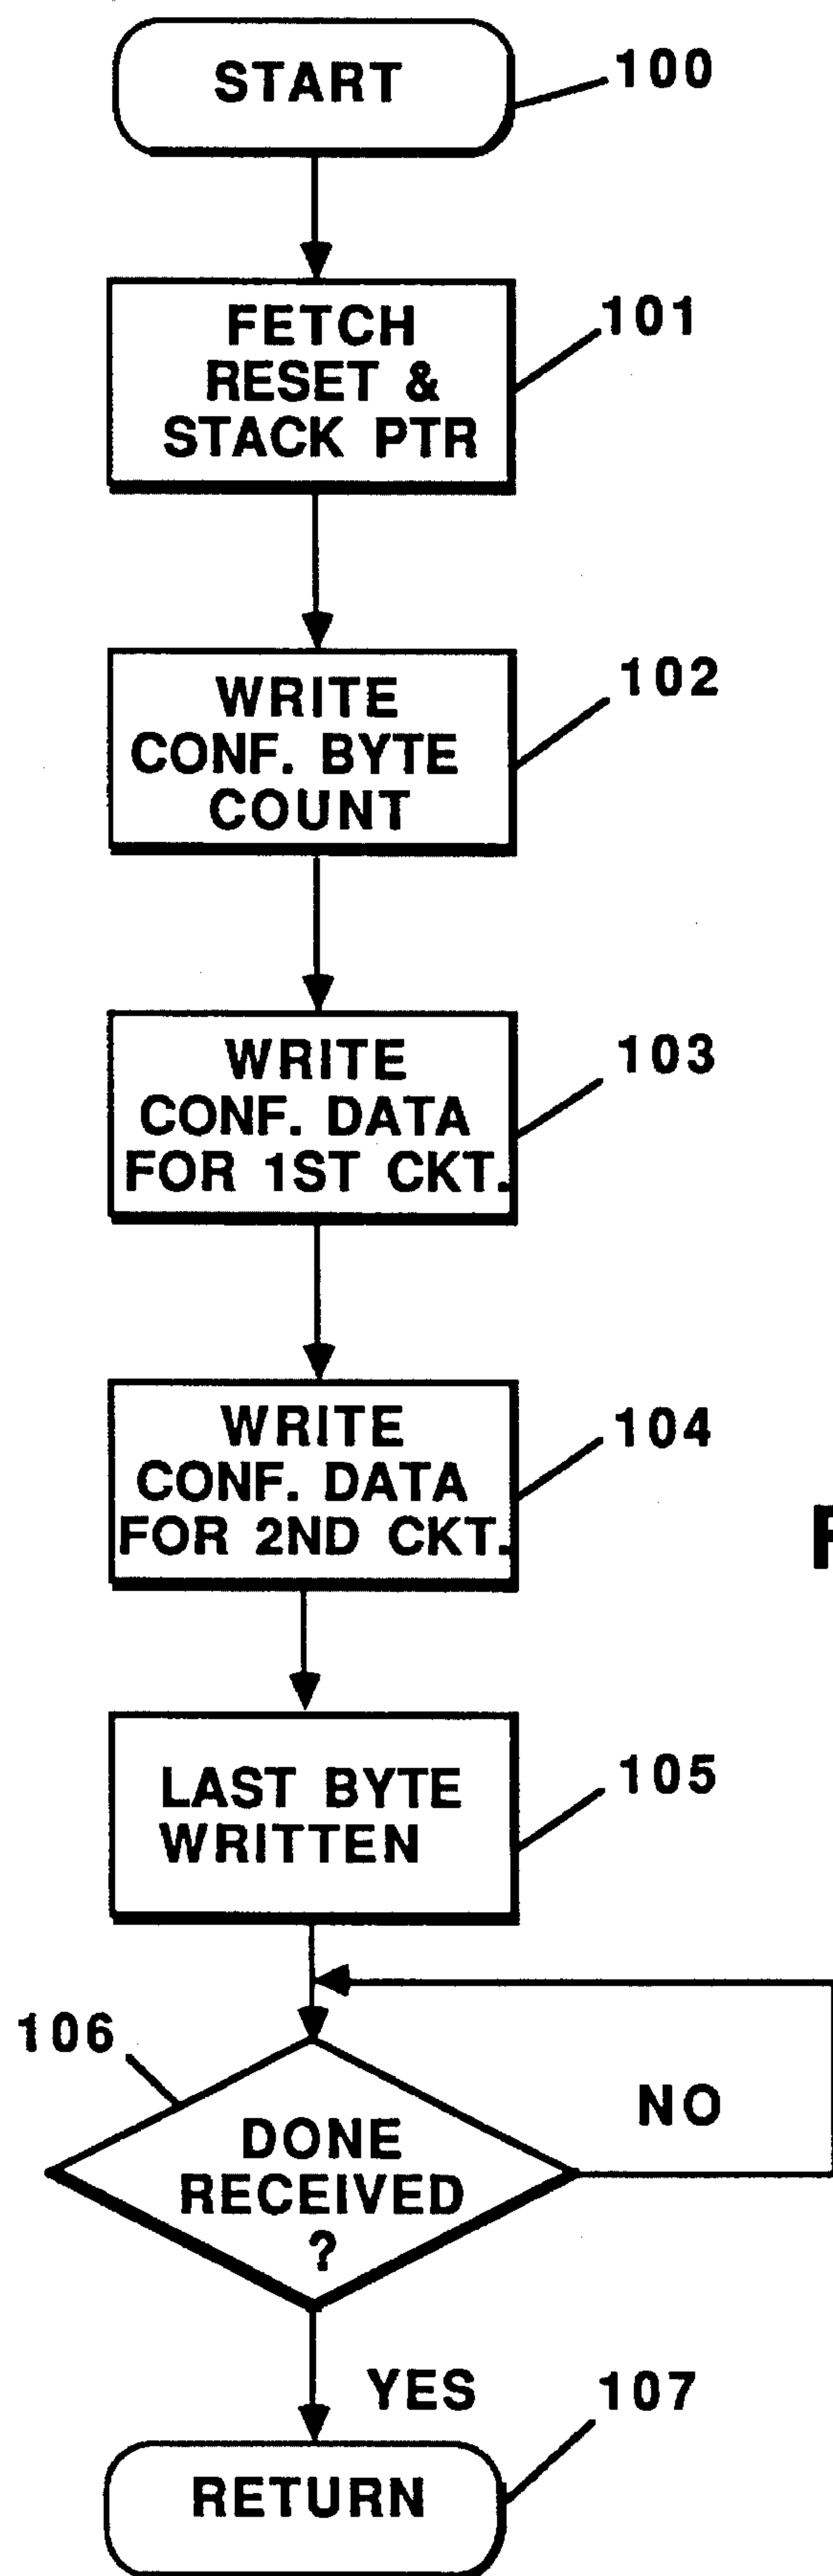 START
100
FETCH
RESET &
STACK PTR
101
WRITE
CONF. BYTE
COUNT
102
WRITE
CONF. DATA
FOR 1ST CKT.
103
WRITE
CONF. DATA
FOR 2ND CKT.
104
LAST BYTE
WRITTEN
105
106
DONE
RECEIVED
?
NO
YES
107
RETURN